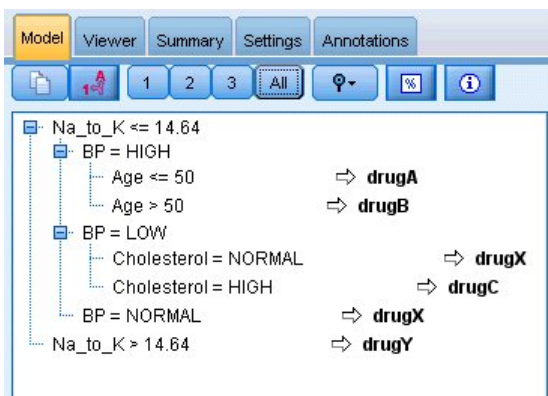 Model Viewer Summary Settings Annotations
1 A 1 2 3 All % i
Na_to_K <= 14.64
BP = HIGH
Age <= 50 ⇨ drugA
Age > 50 ⇨ drugB
BP = LOW
Cholesterol = NORMAL ⇨ drugX
Cholesterol = HIGH ⇨ drugC
BP = NORMAL ⇨ drugX
Na_to_K > 14.64 ⇨ drugY